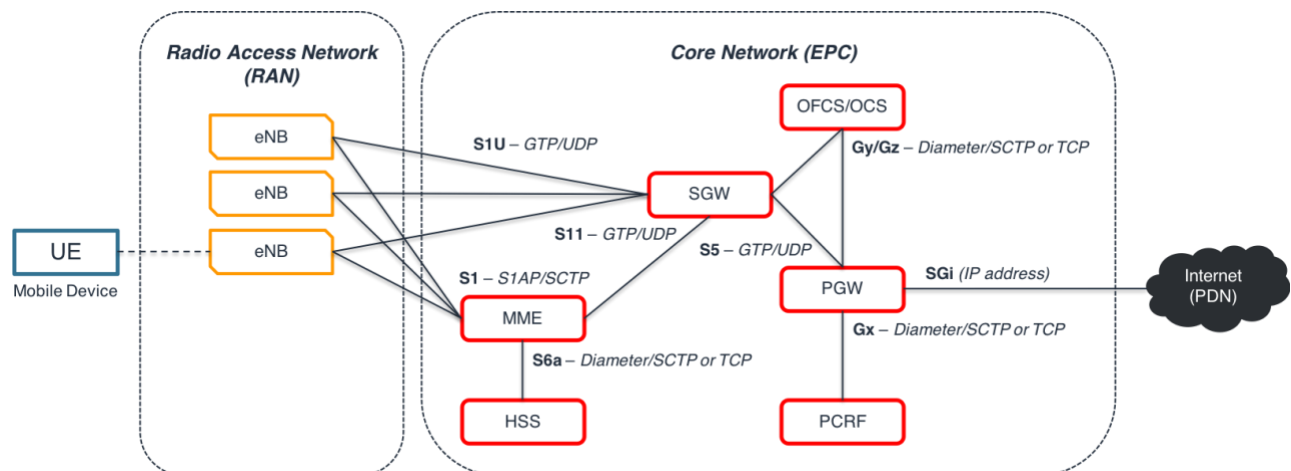 Radio Access Network
(RAN)
Core Network (EPC)
OFCS/OCS
eNB
S1U – GTP/UDP
Gy/Gz – Diameter/SCTP or TCP
eNB
SGW
eNB
S11 – GTP/UDP
S5 – GTP/UDP
UE
Mobile Device
S1 – S1AP/SCTP
SGi (IP address)
Internet
(PDN)
PGW
MME
Gx – Diameter/SCTP or TCP
S6a – Diameter/SCTP or TCP
HSS
PCRF